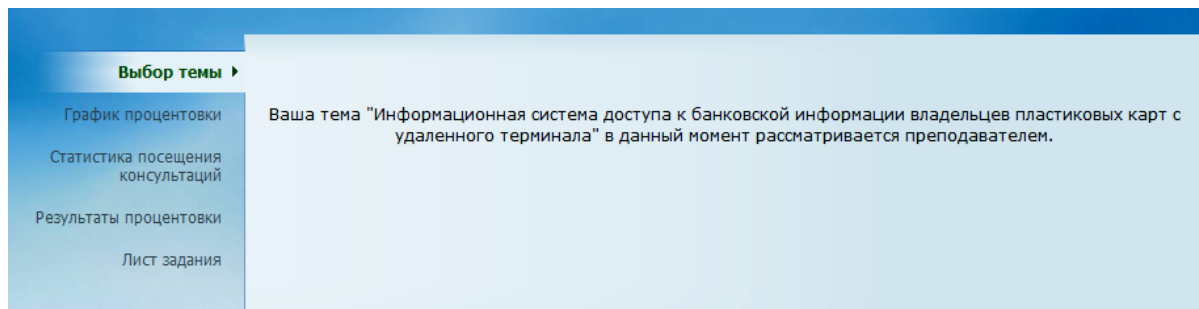 Выбор темы
График процентовки
Статистика посещения
консультаций
Результаты процентовки
Лист задания
Ваша тема "Информационная система доступа к банковской информации владельцев пластиковых карт с
удаленного терминала" в данный момент рассматривается преподавателем.